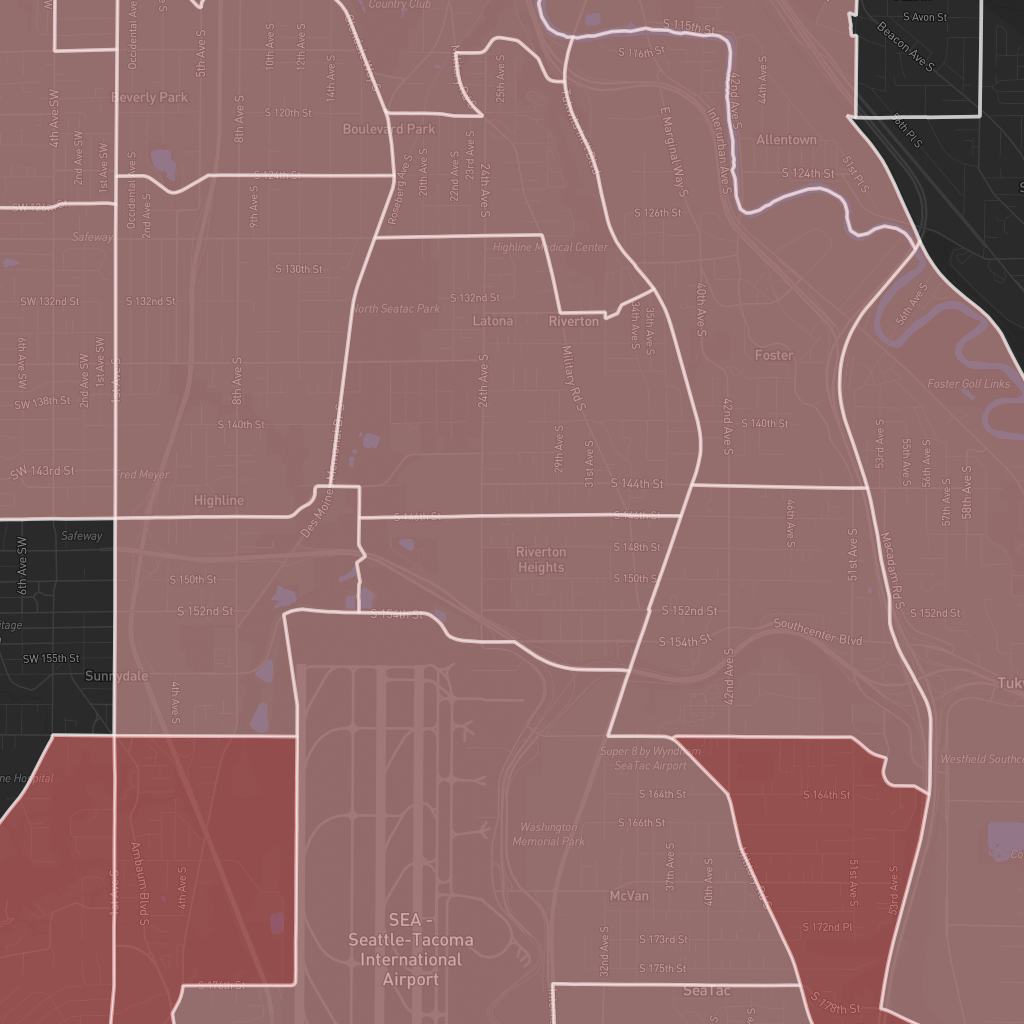 Country Club
S Avon St
Beacon Ave S
S 115th St
S 116th St
Occidental Ave S
5th Ave S
10th Ave S
12th Ave S
14th Ave S
25th Ave S
42nd Ave S
44th Ave S
Beverly Park
4th Ave SW
8th Ave S
S 120th St
Boulevard Park
E Marginal Way S
Interurban Ave S
Allentown
2nd Ave SW
1st Ave SW
Occidental Ave S
2nd Ave S
S 124th St
9th Ave S
Roseberg Ave S
20th Ave S
22nd Ave S
23rd Ave S
24th Ave S
S 124th St
51st Pl S
S 126th St
Safeway
Highline Medical Center
S 130th St
SW 132nd St
S 132nd St
North Seatac Park
S 132nd St
Latona
Riverton
34th Ave S
35th Ave S
40th Ave S
56th Ave S
6th Ave SW
2nd Ave SW
1st Ave SW
1st Ave S
8th Ave S
24th Ave S
Military Rd S
Foster
Foster Golf Links
SW 138th St
S 140th St
42nd Ave S
S 140th St
29th Ave S
31st Ave S
53rd Ave S
55th Ave S
56th Ave S
57th Ave S
58th Ave S
SW 143rd St
Fred Meyer
Highline
Des Moines Memorial Dr S
S 144th St
S 146th St
S 146th St
46th Ave S
51st Ave S
Macadam Rd S
Safeway
6th Ave SW
Riverton
Heights
S 148th St
S 150th St
S 150th St
S 152nd St
S 154th St
S 152nd St
S 154th St
Southcenter Blvd
S 152nd St
SW 155th St
Sunnydale
4th Ave S
42nd Ave S
Super 8 by Wyndham
SeaTac Airport
S 164th St
S 164th St
S 166th St
Washington
Memorial Park
37th Ave S
40th Ave S
Military Rd S
51st Ave S
53rd Ave S
McVan
Ambaum Blvd S
4th Ave S
1st Ave S
SEA -
Seattle-Tacoma
International
Airport
S 172nd Pl
S 173rd St
S 175th St
32nd Ave S
S 176th St
SeaTac
S 178th St